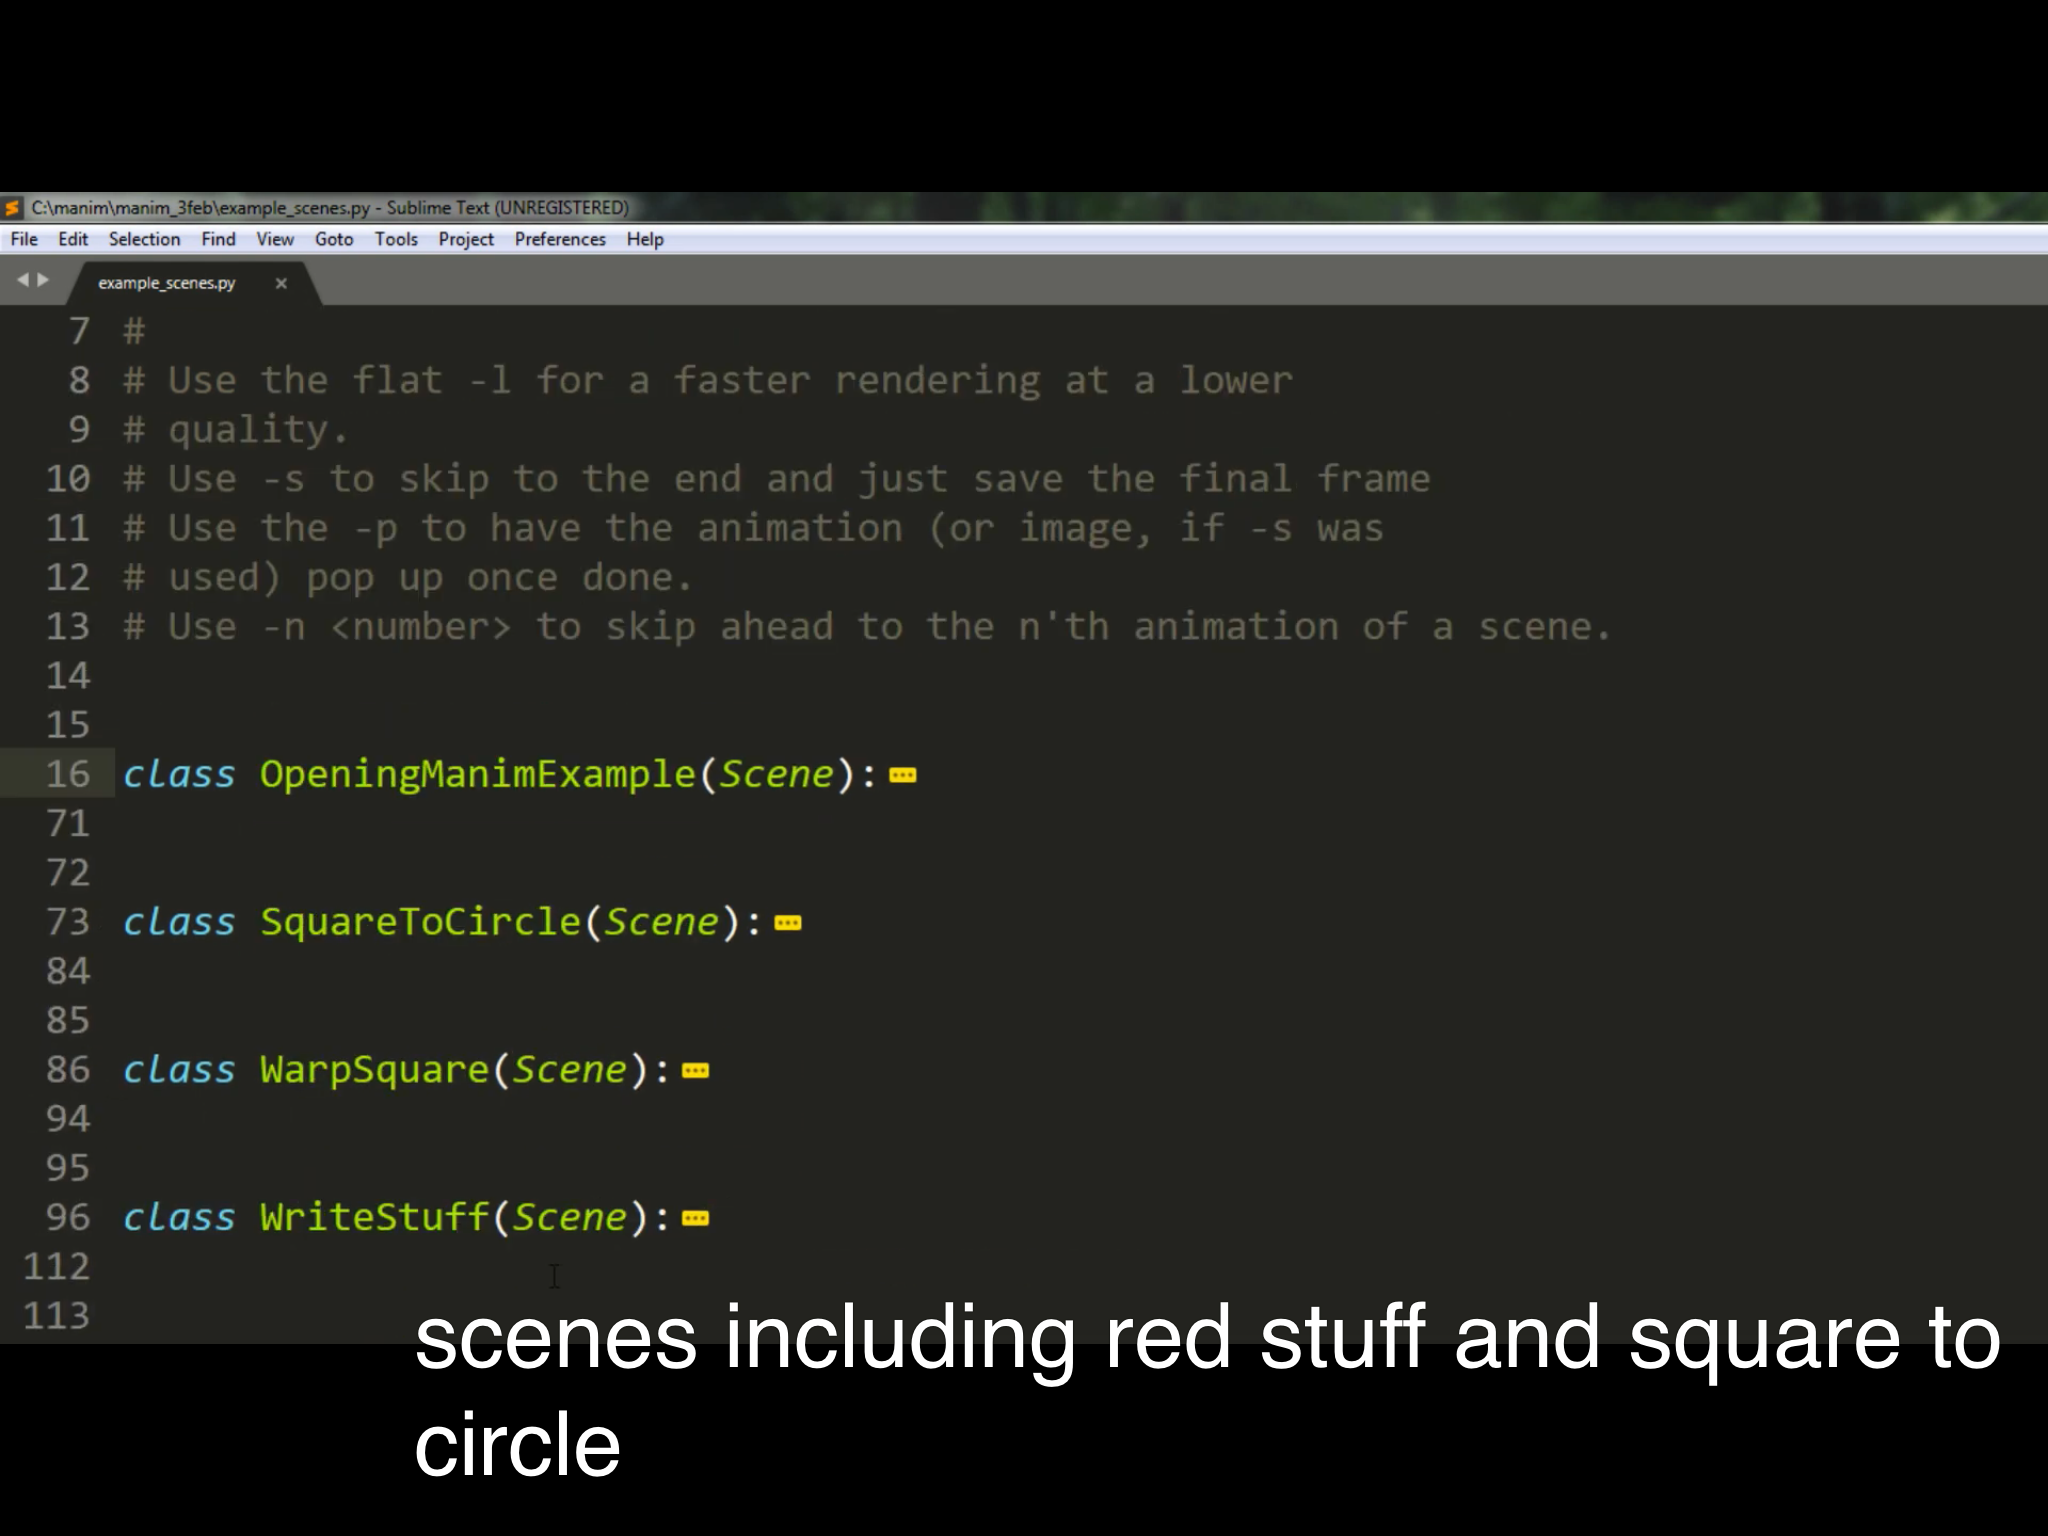 C:\manim\manim_3feb\example_scenes.py - Sublime Text (UNREGISTERED)
File Edit Selection Find View Goto Tools Project Preferences Help
example_scenes.py ×
7 #
8 # Use the flat -l for a faster rendering at a lower
9 # quality.
10 # Use -s to skip to the end and just save the final frame
11 # Use the -p to have the animation (or image, if -s was
12 # used) pop up once done.
13 # Use -n <number> to skip ahead to the n'th animation of a scene.
14
15
16 class OpeningManimExample(Scene):
71
72
73 class SquareToCircle(Scene):
84
85
86 class WarpSquare(Scene):
94
95
96 class WriteStuff(Scene):
112
113
scenes including red stuff and square to
circle